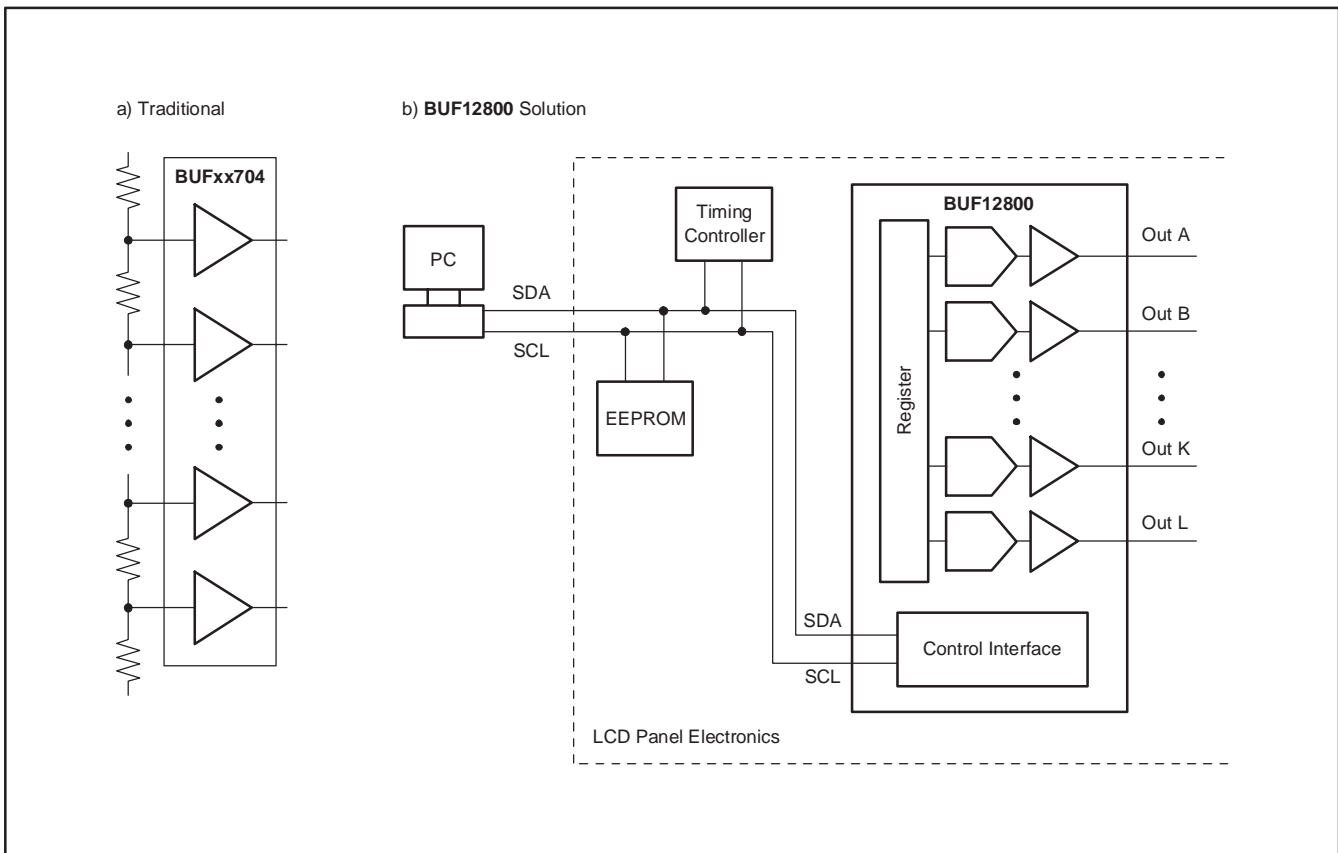 a) Traditional
b) BUF12800 Solution
BUFxx704
BUF12800
Timing
Controller
Out A
PC
SDA
Out B
SCL
Register
EEPROM
Out K
Out L
SDA
Control Interface
SCL
LCD Panel Electronics